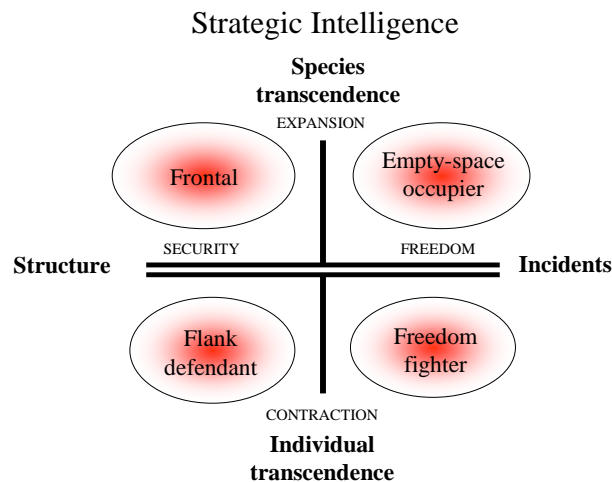 Strategic Intelligence
Species
transcendence
EXPANSION
Frontal
Empty-space
occupier
SECURITY
FREEDOM
Structure
Incidents
Flank
defendant
Freedom
fighter
CONTRACTION
Individual
transcendence